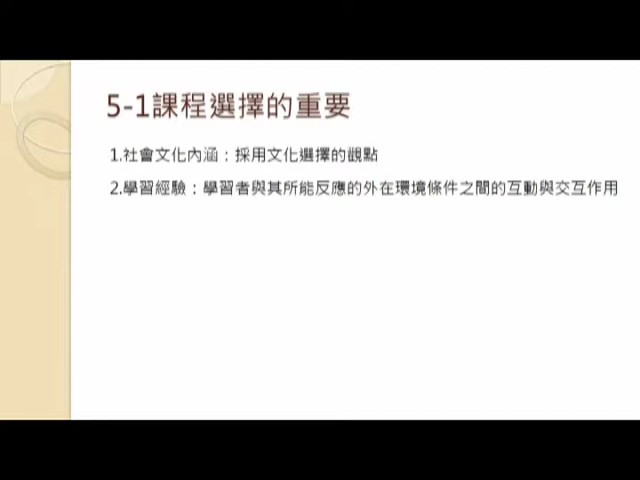 5-1課程選擇的重要
1.社會文化內涵：採用文化選擇的觀點
2.學習經驗：學習者與其所能反應的外在環境條件之間的互動與交互作用